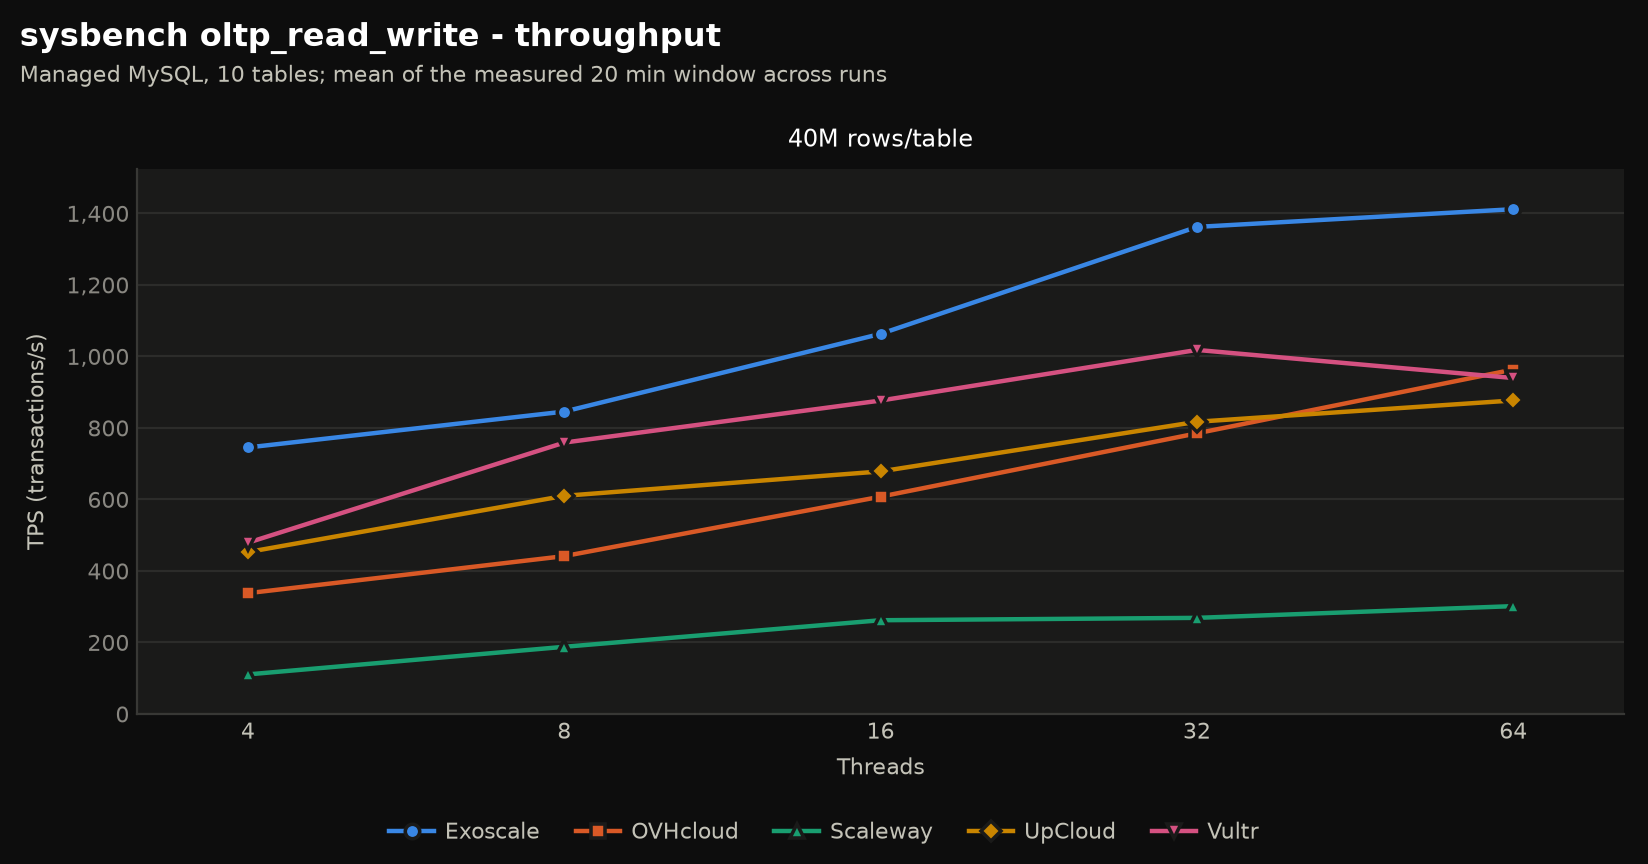 sysbench oltp_read_write - throughput
Managed MySQL, 10 tables; mean of the measured 20 min window across runs
40M rows/table
TPS (transactions/s)
1,400
1,200
1,000
800
600
400
200
0
4 8 16 32 64
Threads
Exoscale OVHcloud Scaleway UpCloud Vultr